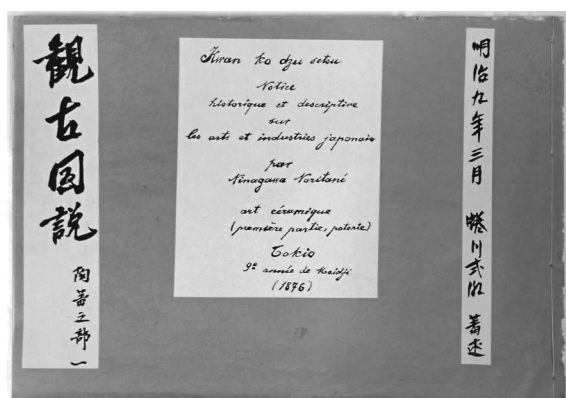 観古図説
陶器之部 一
Kwan ko dzu setou
Notice
historique et descriptive
sur
les arts et industries japonais
par
Ninagawa Noritané
art céramique
(première partie, poterie)
Tokio
9e année de Meidji
(1876)
明治九年三月 蜷川式胤 著述